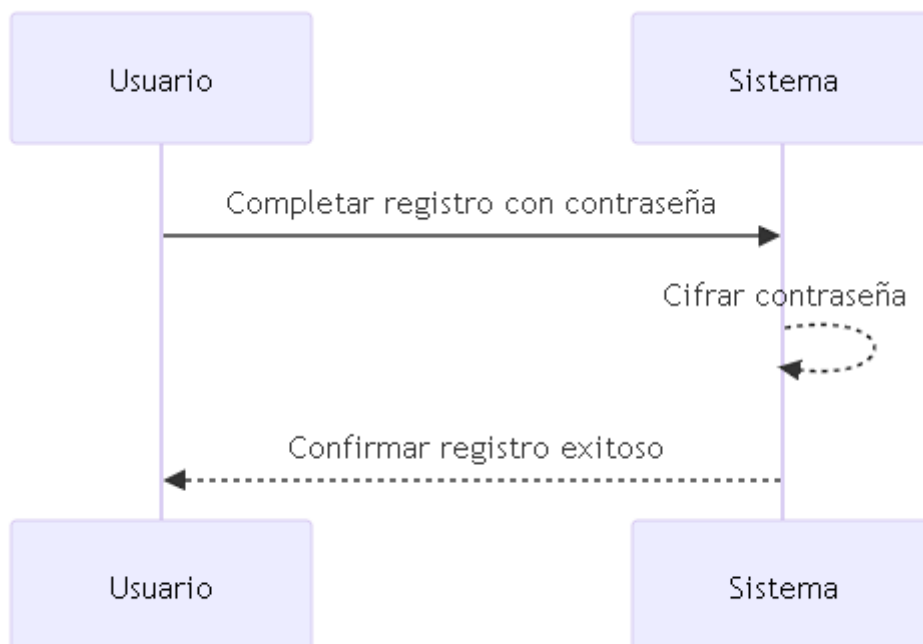 Usuario
Sistema
Completar registro con contraseña
Cifrar contraseña
Confirmar registro exitoso
Usuario
Sistema